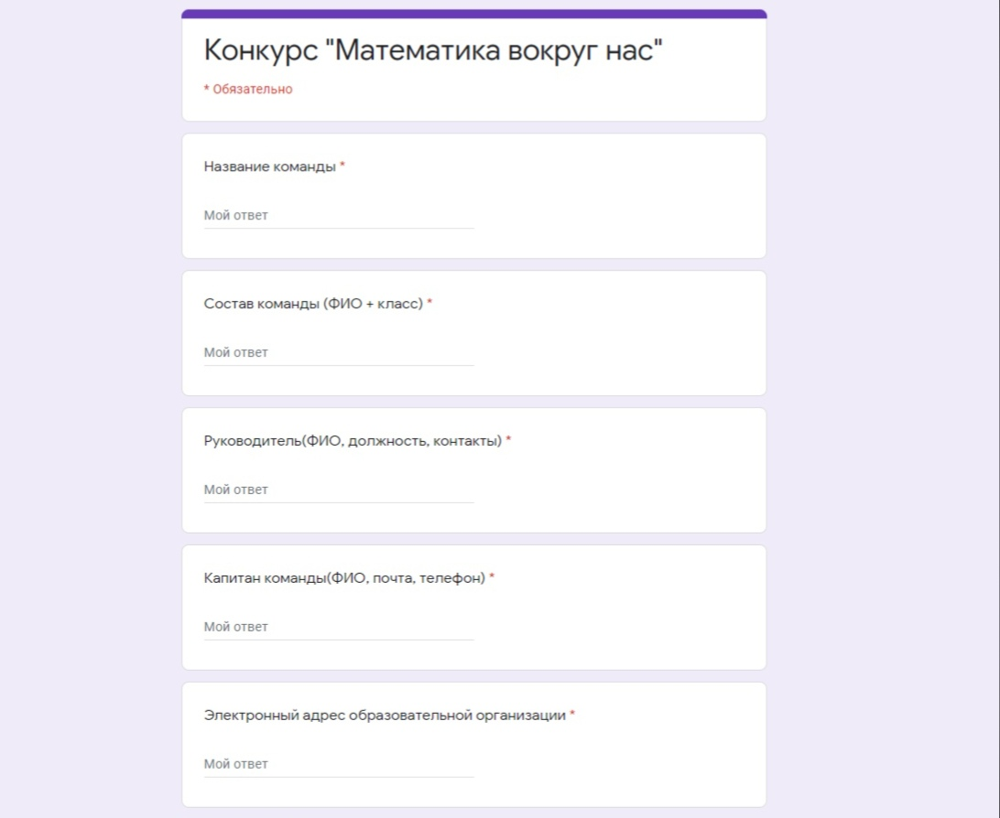 Конкурс "Математика вокруг нас"
* Обязательно
Название команды *
Мой ответ
Состав команды (ФИО + класс) *
Мой ответ
Руководитель(ФИО, должность, контакты) *
Мой ответ
Капитан команды(ФИО, почта, телефон) *
Мой ответ
Электронный адрес образовательной организации *
Мой ответ